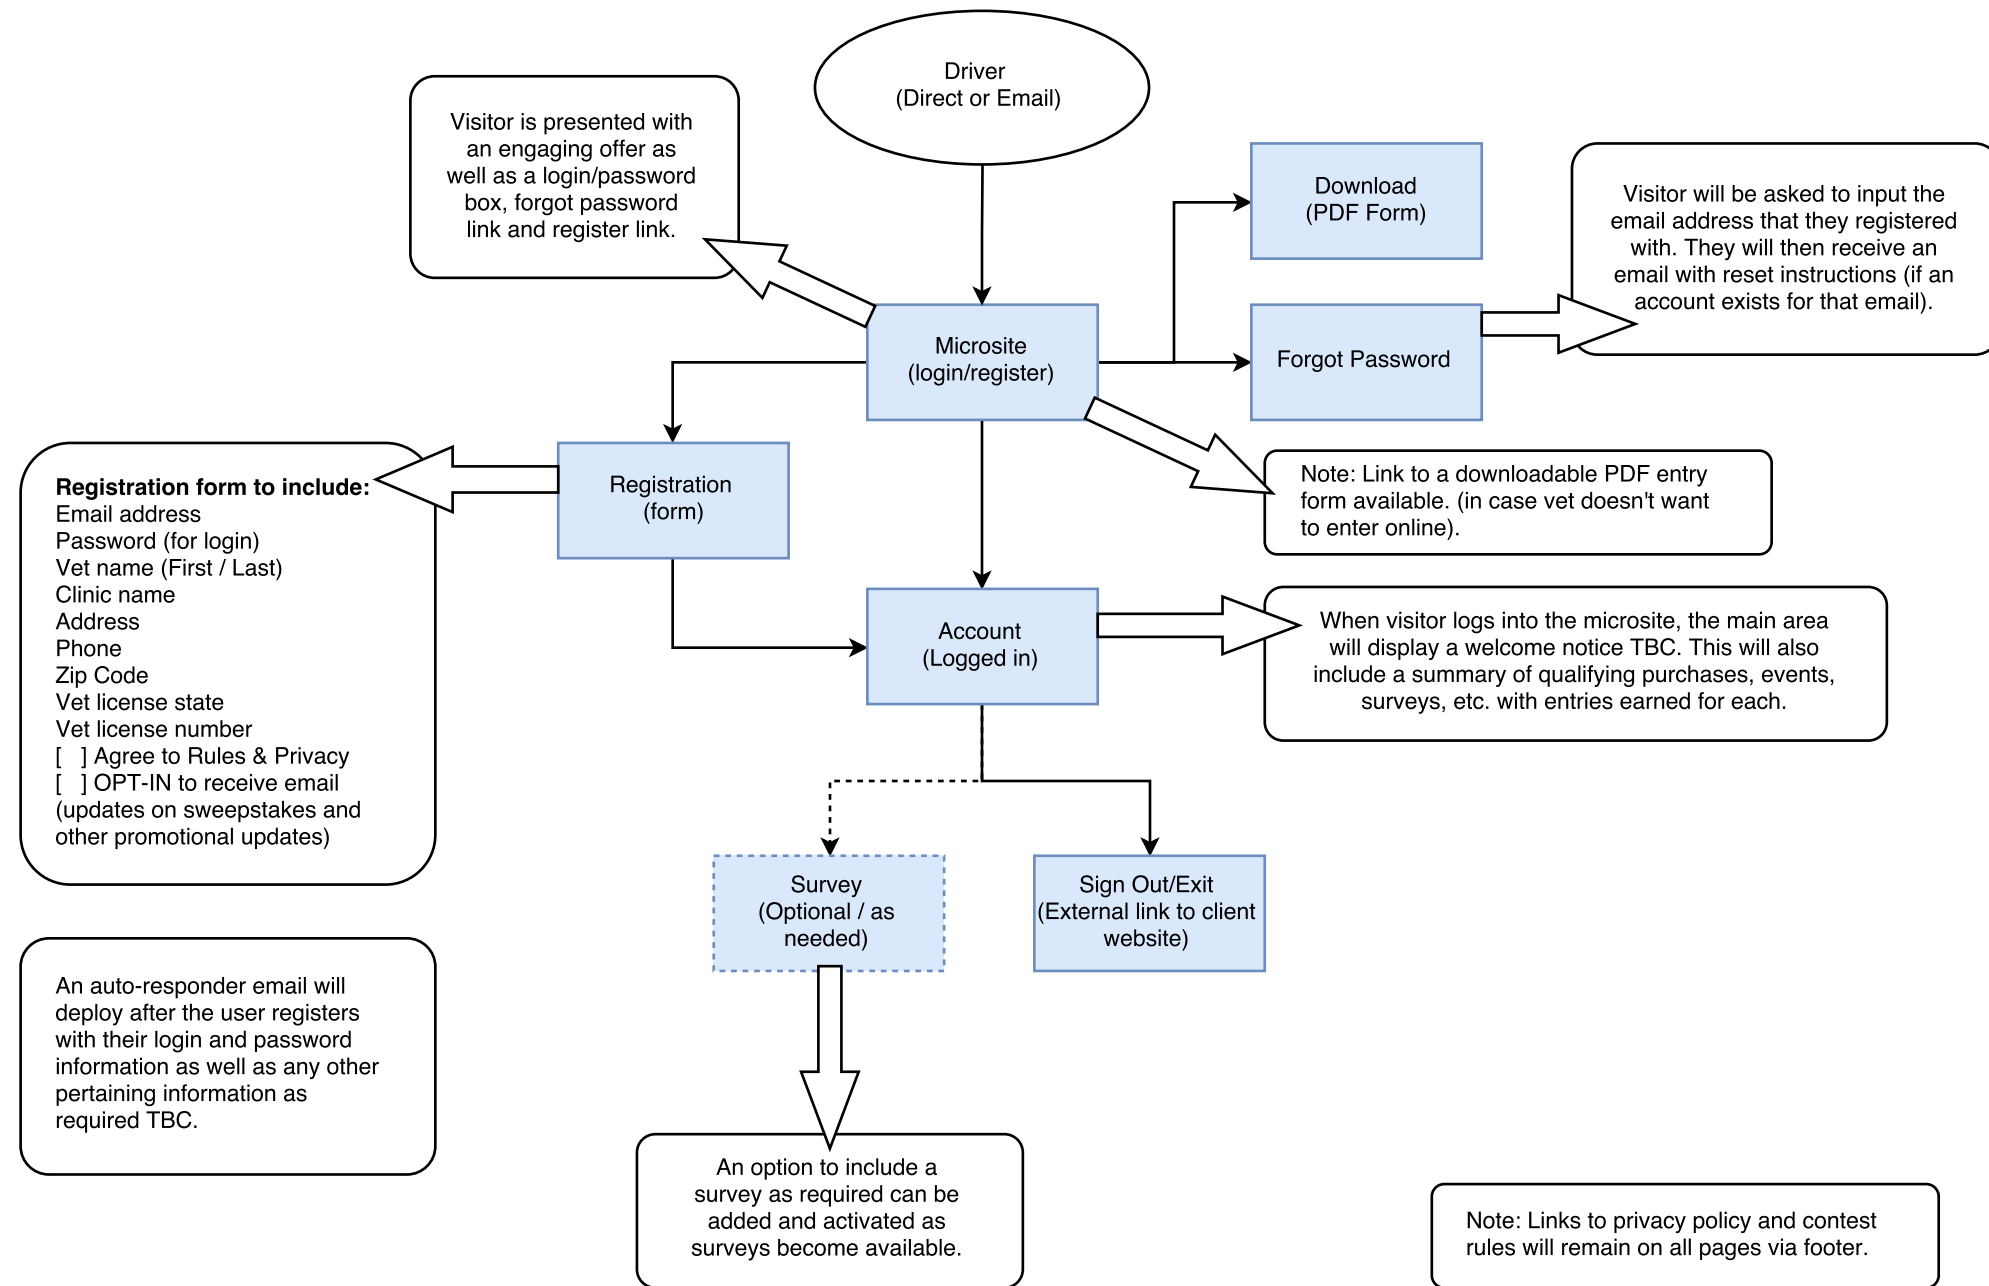 Driver
(Direct or Email)
Visitor is presented with
an engaging offer as
well as a login/password
box, forgot password
link and register link.
Download
(PDF Form)
Visitor will be asked to input the
email address that they registered
with. They will then receive an
email with reset instructions (if an
account exists for that email).
Microsite
(login/register)
Forgot Password
Registration form to include:
Email address
Password (for login)
Vet name (First / Last)
Clinic name
Address
Phone
Zip Code
Vet license state
Vet license number
[   ] Agree to Rules & Privacy
[   ] OPT-IN to receive email
(updates on sweepstakes and
other promotional updates)
Registration
(form)
Note: Link to a downloadable PDF entry
form available. (in case vet doesn't want
to enter online).
Account
(Logged in)
When visitor logs into the microsite, the main area
will display a welcome notice TBC. This will also
include a summary of qualifying purchases, events,
surveys, etc. with entries earned for each.
Survey
(Optional / as
needed)
Sign Out/Exit
(External link to client
website)
An auto-responder email will
deploy after the user registers
with their login and password
information as well as any other
pertaining information as
required TBC.
An option to include a
survey as required can be
added and activated as
surveys become available.
Note: Links to privacy policy and contest
rules will remain on all pages via footer.